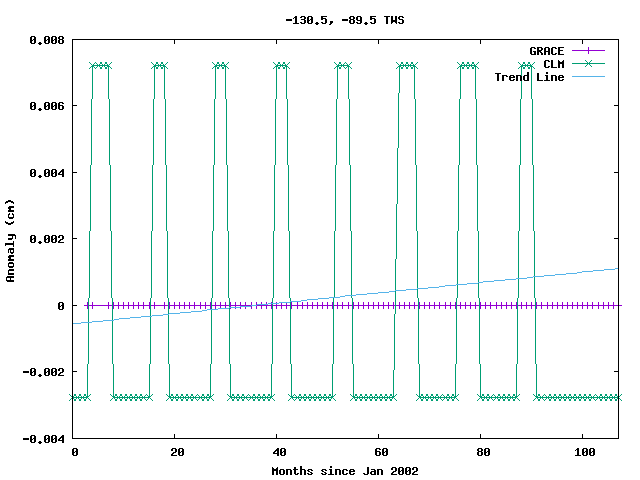 -130.5, -89.5 TWS
GRACE
CLM
Trend Line
0.008
0.006
0.004
0.002
0
-0.002
-0.004
Anomaly (cm)
0 20 40 60 80 100
Months since Jan 2002